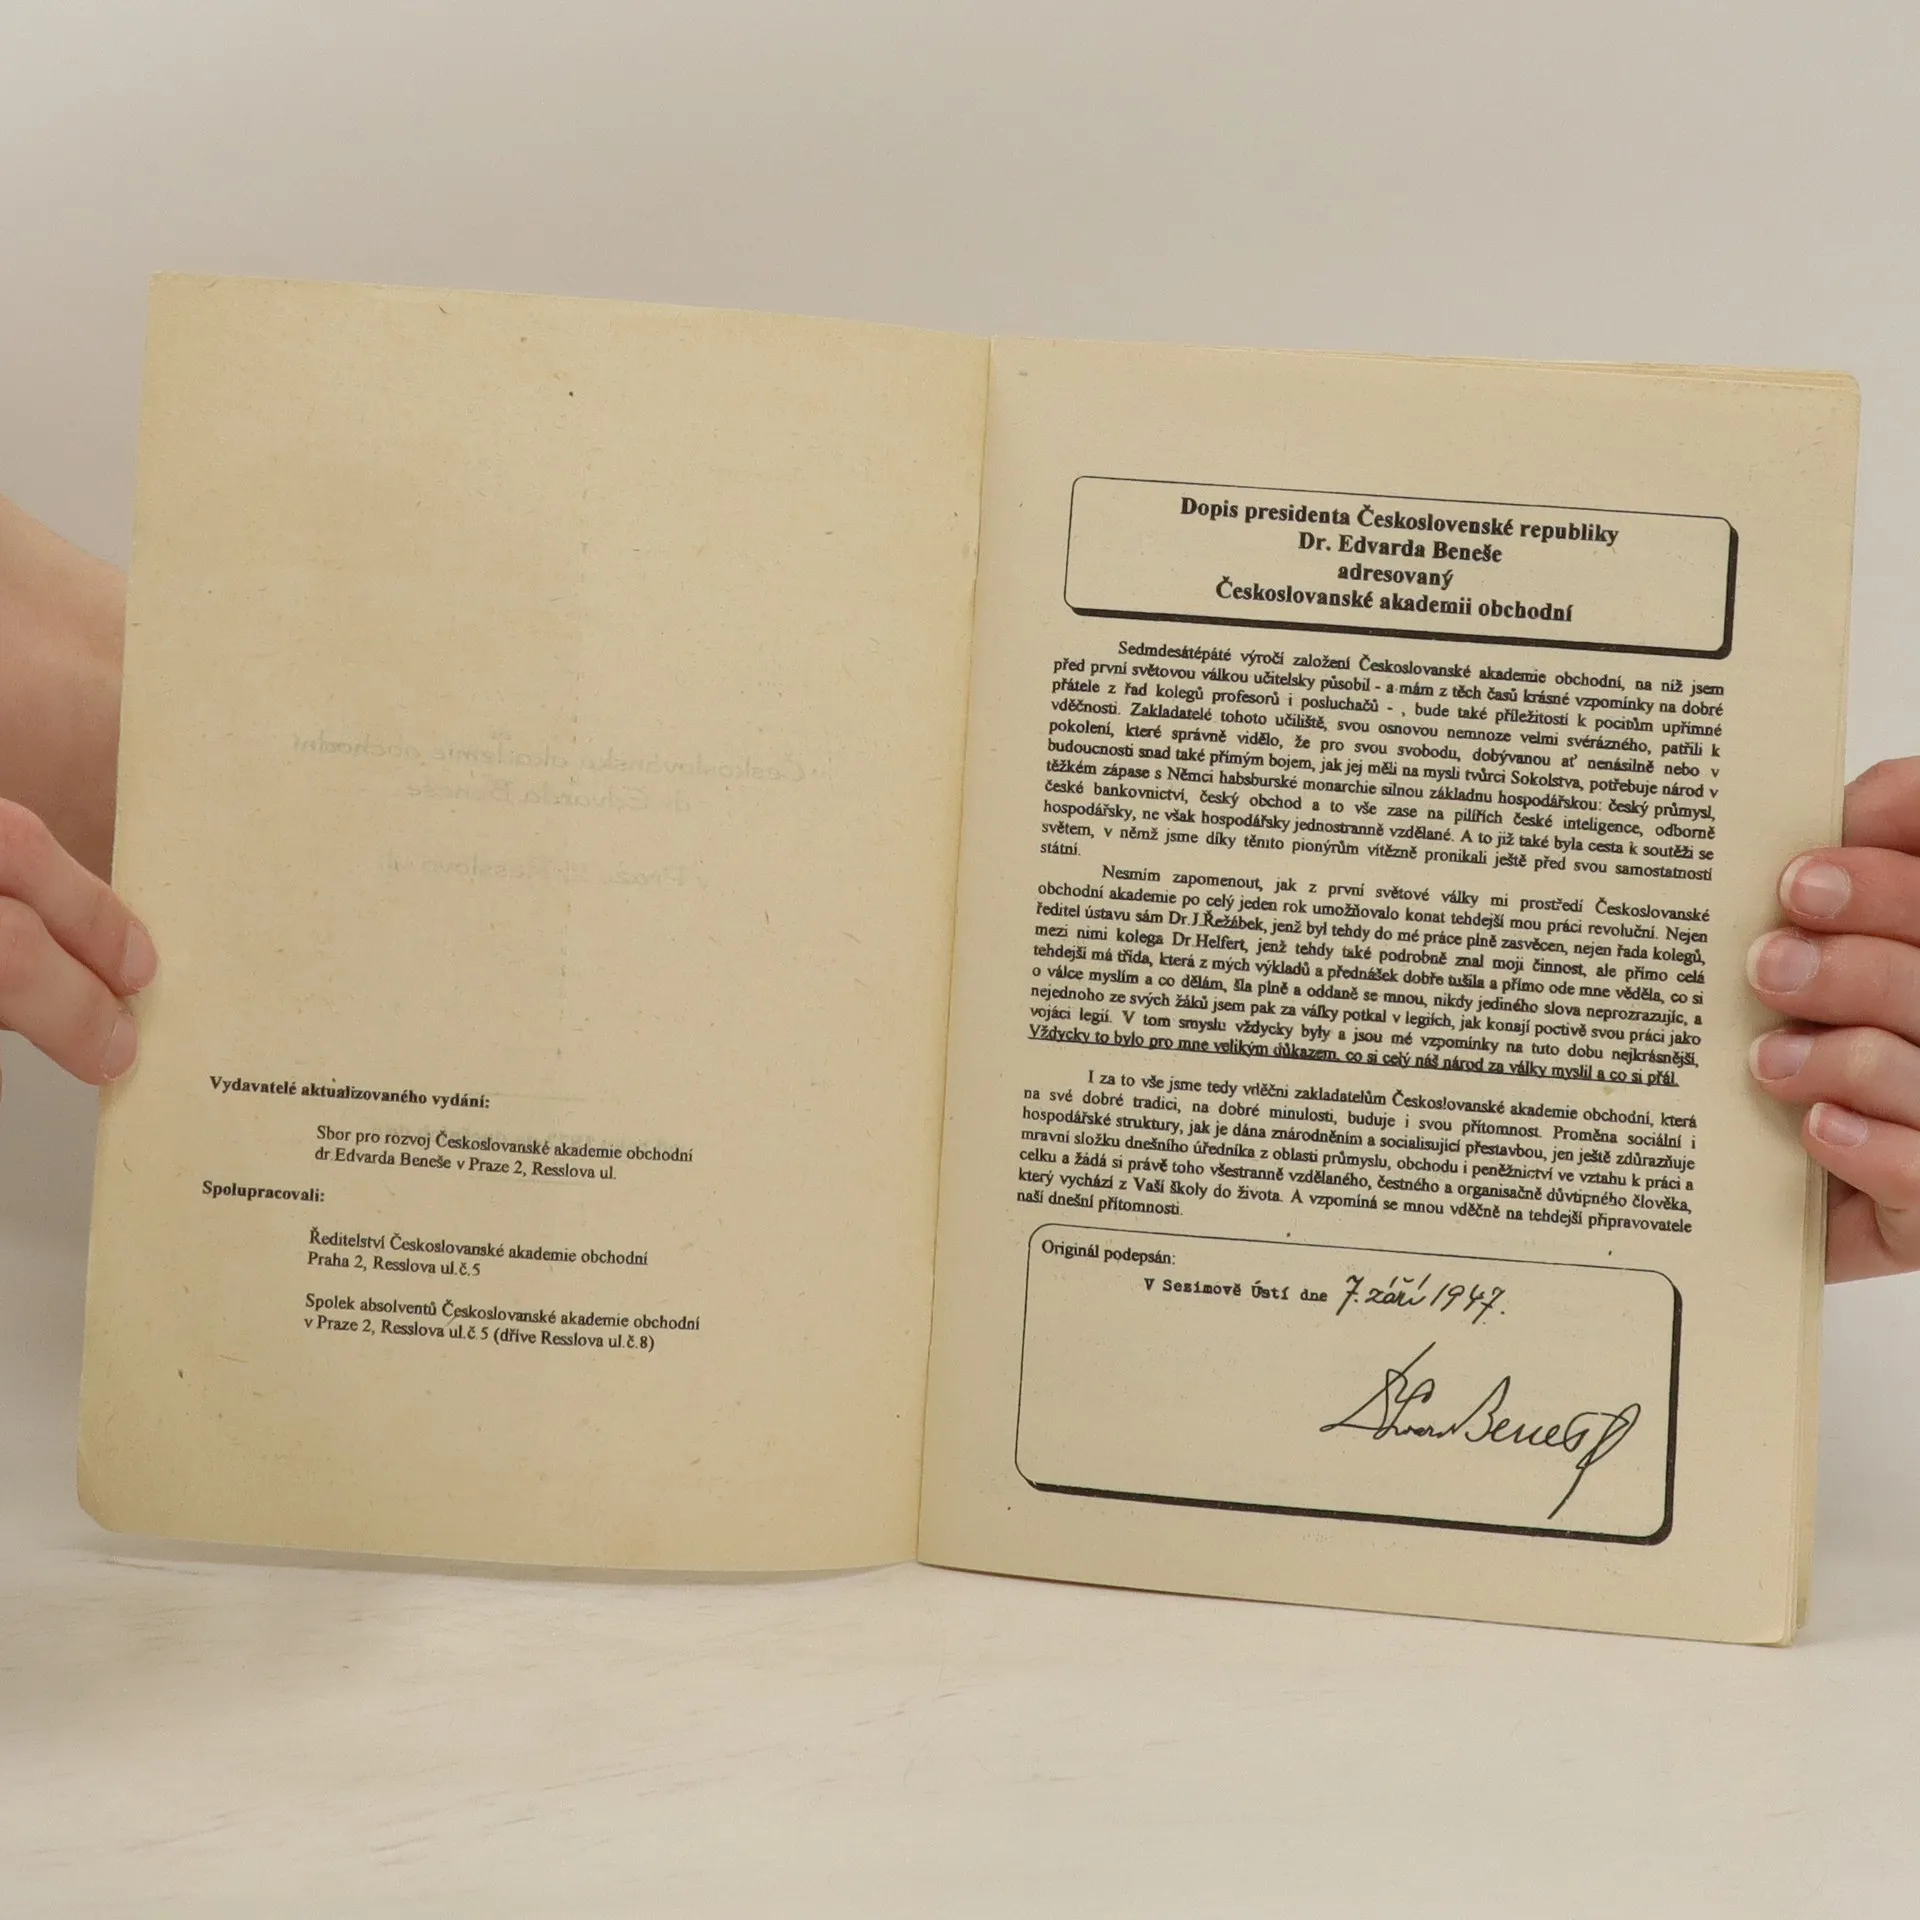 Vydavatelé aktualizovaného vydání:
Sbor pro rozvoj Českoslovanské akademie obchodní
dr.Edvarda Beneše v Praze 2, Resslova ul.
Spolupracovali:
Ředitelství Českoslovanské akademie obchodní
Praha 2, Resslova ul.č.5
Spolek absolventů Českoslovanské akademie obchodní
v Praze 2, Resslova ul.č.5 (dříve Resslova ul.č.8)
Dopis presidenta Československé republiky
Dr. Edvarda Beneše
adresovaný
Českoslovanské akademii obchodní
Sedmdesátépáté výročí založení Českoslovanské akademie obchodní, na níž jsem
před první světovou válkou učitelsky působil - a mám z těch časů krásné vzpomínky na dobré
přátele z řad kolegů profesorů i posluchačů - , bude také příležitostí k pocitům upřímné
vděčnosti. Zakladatelé tohoto učiliště, svou osnovou nemnoze velmi svérázného, patřili k
pokolení, které správně vidělo, že pro svou svobodu, dobývanou ať nenásilně nebo v
budoucnosti snad také přímým bojem, jak jej měli na mysli tvůrci Sokolstva, potřebuje národ v
těžkém zápase s Němci habsburské monarchie silnou základnu hospodářskou: český průmysl,
české bankovnictví, český obchod a to vše zase na pilířích české inteligence, odborně
hospodářsky, ne však hospodářsky jednostranně vzdělané. A to již také byla cesta k soutěži se
světem, v němž jsme díky těmto pionýrům vítězně pronikali ještě před svou samostatností
státní.
Nesmím zapomenout, jak z první světové války mi prostředí Českoslovanské
obchodní akademie po celý jeden rok umožňovalo konat tehdejší mou práci revoluční. Nejen
ředitel ústavu sám Dr.J.Řežábek, jenž byl tehdy do mé práce plně zasvěcen, nejen řada kolegů,
mezi nimi kolega Dr.Helfert, jenž tehdy také podrobně znal moji činnost, ale přímo celá
tehdejší má třída, která z mých výkladů a přednášek dobře tušila a přímo ode mne věděla, co si
o válce myslím a co dělám, šla plně a oddaně se mnou, nikdy jediného slova neprozrazujíc, a
nejednoho ze svých žáků jsem pak za války potkal v legiích, jak konají poctivě svou práci jako
vojáci legií. V tom smyslu vždycky byly a jsou mé vzpomínky na tuto dobu nejkrásnější,
Vždycky to bylo pro mne velikým důkazem, co si celý náš národ za války myslil a co si přál.
I za to vše jsme tedy vděčni zakladatelům Českoslovanské akademie obchodní, která
na své dobré tradici, na dobré minulosti, buduje i svou přítomnost. Proměna sociální i
hospodářské struktury, jak je dána znárodněním a socialisující přestavbou, jen ještě zdůrazňuje
mravní složku dnešního úředníka z oblasti průmyslu, obchodu i peněžnictví ve vztahu k práci a
celku a žádá si právě toho všestranně vzdělaného, čestného a organisačně důvtipného člověka,
který vychází z Vaší školy do života. A vzpomíná se mnou vděčně na tehdejší připravovatele
naší dnešní přítomnosti.
Originál podepsán:
V Sezimově Ústí dne 7. září 1947.
Edvard Beneš